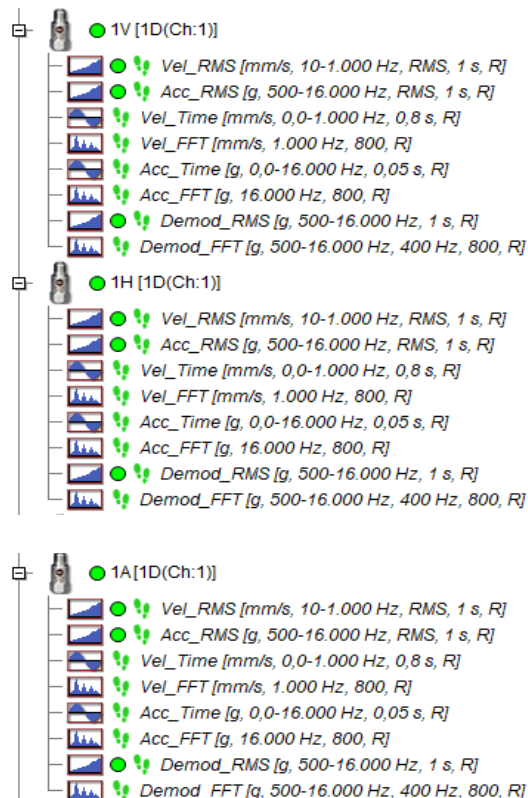 1V [1D(Ch:1)]
Vel_RMS [mm/s, 10-1.000 Hz, RMS, 1 s, R]
Acc_RMS [g, 500-16.000 Hz, RMS, 1 s, R]
Vel_Time [mm/s, 0,0-1.000 Hz, 0,8 s, R]
Vel_FFT [mm/s, 1.000 Hz, 800, R]
Acc_Time [g, 0,0-16.000 Hz, 0,05 s, R]
Acc_FFT [g, 16.000 Hz, 800, R]
Demod_RMS [g, 500-16.000 Hz, 1 s, R]
Demod_FFT [g, 500-16.000 Hz, 400 Hz, 800, R]
1H [1D(Ch:1)]
Vel_RMS [mm/s, 10-1.000 Hz, RMS, 1 s, R]
Acc_RMS [g, 500-16.000 Hz, RMS, 1 s, R]
Vel_Time [mm/s, 0,0-1.000 Hz, 0,8 s, R]
Vel_FFT [mm/s, 1.000 Hz, 800, R]
Acc_Time [g, 0,0-16.000 Hz, 0,05 s, R]
Acc_FFT [g, 16.000 Hz, 800, R]
Demod_RMS [g, 500-16.000 Hz, 1 s, R]
Demod_FFT [g, 500-16.000 Hz, 400 Hz, 800, R]
1A [1D(Ch:1)]
Vel_RMS [mm/s, 10-1.000 Hz, RMS, 1 s, R]
Acc_RMS [g, 500-16.000 Hz, RMS, 1 s, R]
Vel_Time [mm/s, 0,0-1.000 Hz, 0,8 s, R]
Vel_FFT [mm/s, 1.000 Hz, 800, R]
Acc_Time [g, 0,0-16.000 Hz, 0,05 s, R]
Acc_FFT [g, 16.000 Hz, 800, R]
Demod_RMS [g, 500-16.000 Hz, 1 s, R]
Demod_FFT [g, 500-16.000 Hz, 400 Hz, 800, R]